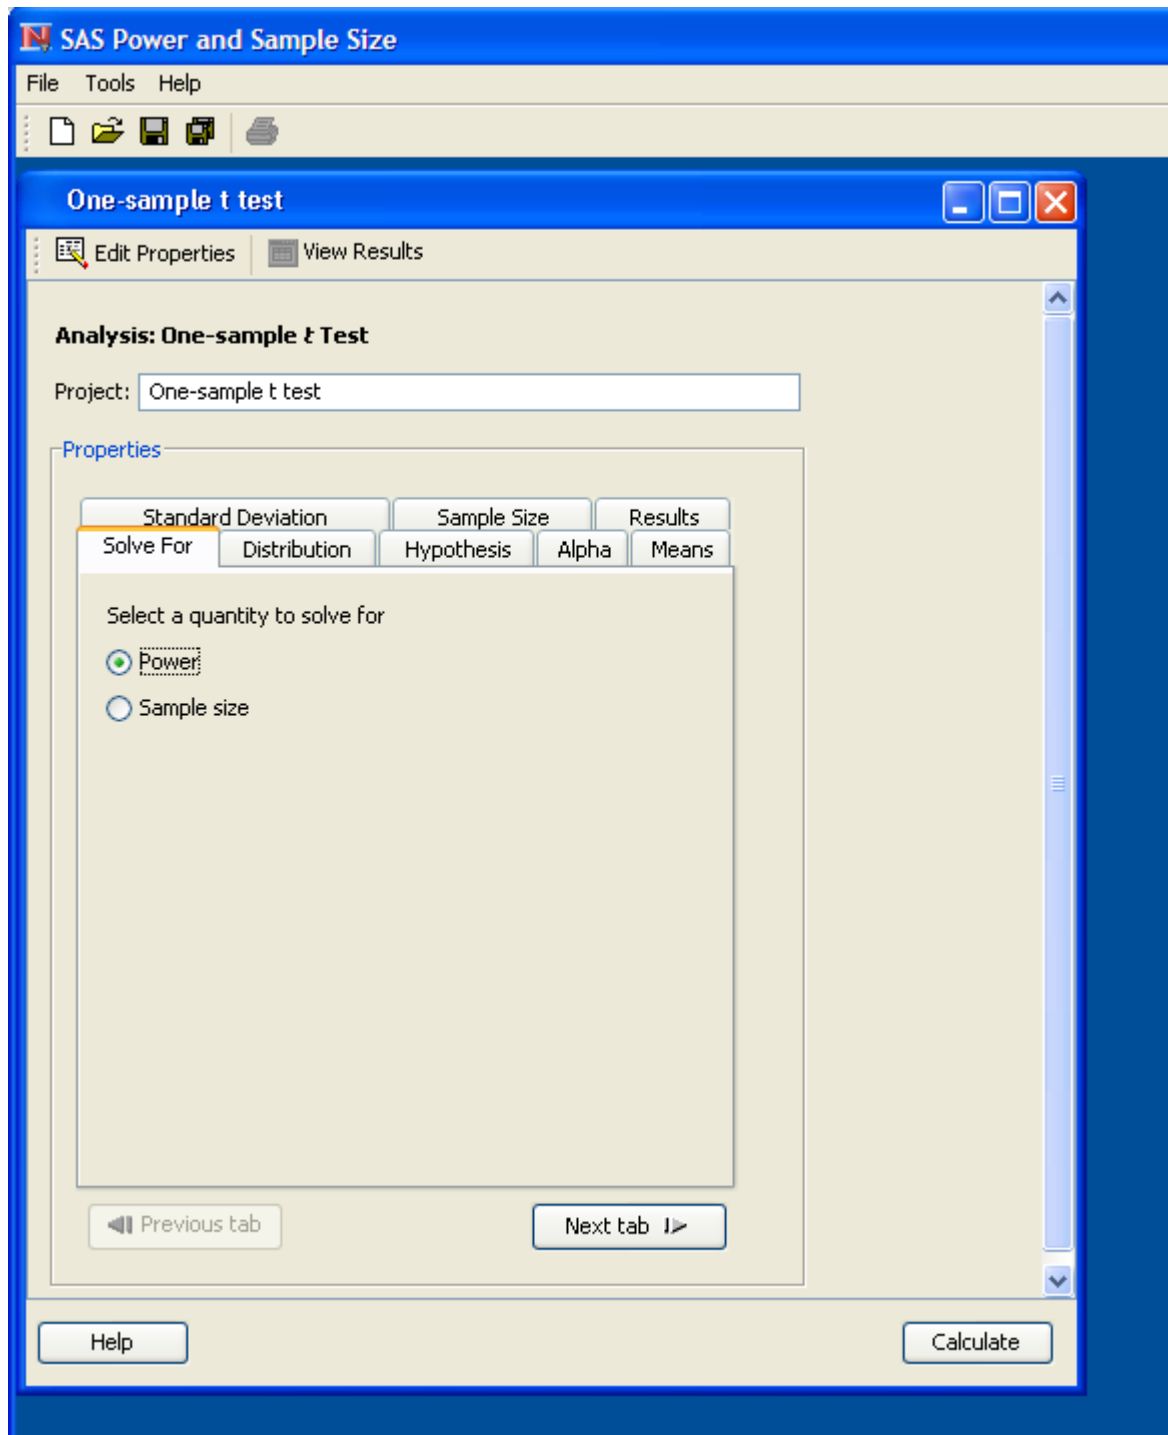 SAS Power and Sample Size
File Tools Help
One-sample t test
Edit Properties View Results
Analysis: One-sample t Test
Project: One-sample t test
Properties
Standard Deviation Sample Size Results
Solve For Distribution Hypothesis Alpha Means
Select a quantity to solve for
Power
Sample size
Previous tab Next tab
Help Calculate